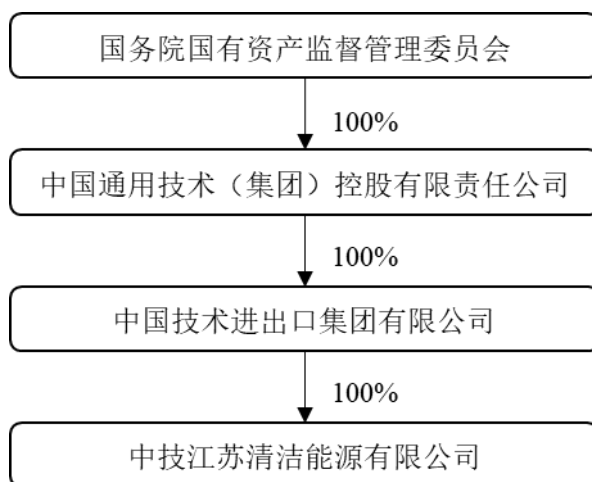 国务院国有资产监督管理委员会
100%
中国通用技术（集团）控股有限责任公司
100%
中国技术进出口集团有限公司
100%
中技江苏清洁能源有限公司